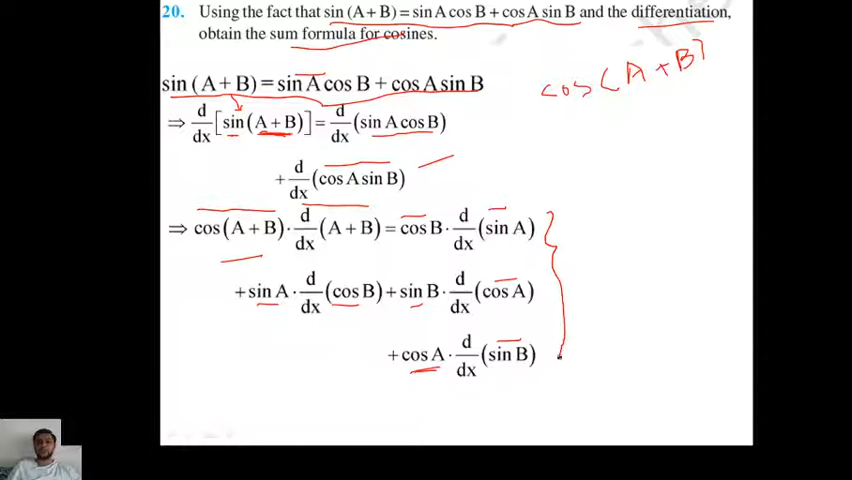 20. Using the fact that sin (A+B) = sin A cos B + cos A sin B and the differentiation,
obtain the sum formula for cosines.
cos(A+B)
sin (A+B) = sin A cos B + cos A sin B
⇒ d/dx [sin(A+B)] = d/dx (sin A cos B)
+ d/dx (cos A sin B)
⇒ cos(A+B)· d/dx (A+B) = cos B · d/dx (sin A)
+ sin A · d/dx (cos B) + sin B · d/dx (cos A)
+ cos A · d/dx (sin B)